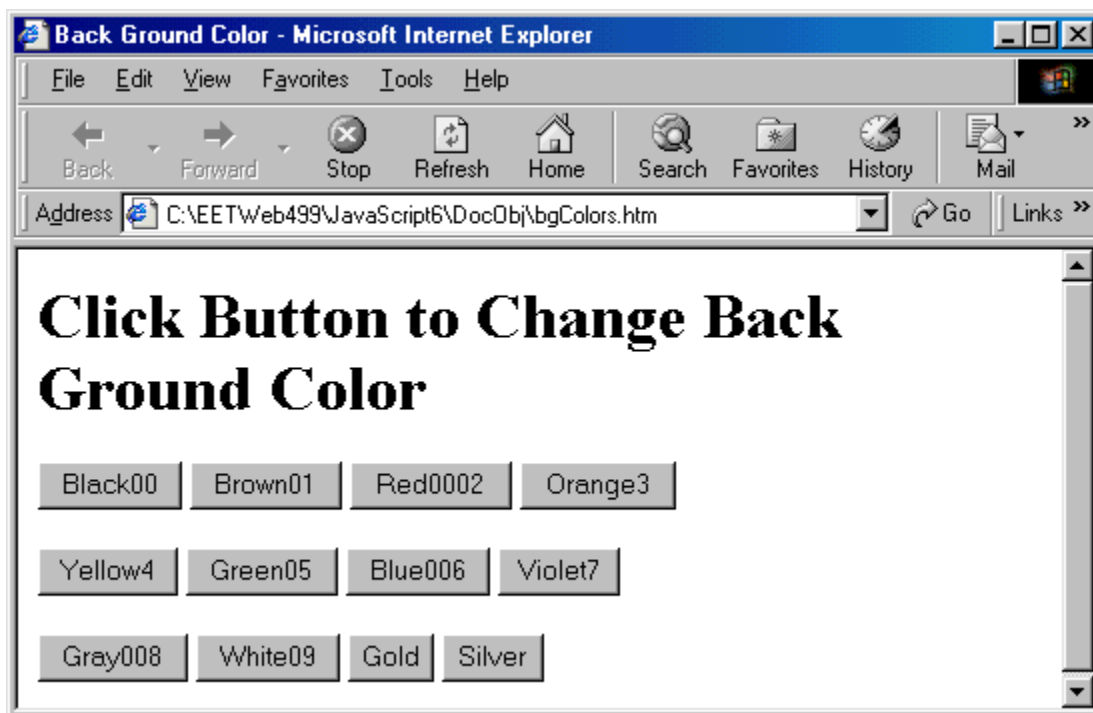 Back Ground Color - Microsoft Internet Explorer
File Edit View Favorites Tools Help
Back Forward Stop Refresh Home Search Favorites History Mail »
Address C:\EETWeb499\JavaScript6\DocObj\bgColors.htm Go Links »
Click Button to Change Back
Ground Color
Black00 Brown01 Red0002 Orange3
Yellow4 Green05 Blue006 Violet7
Gray008 White09 Gold Silver